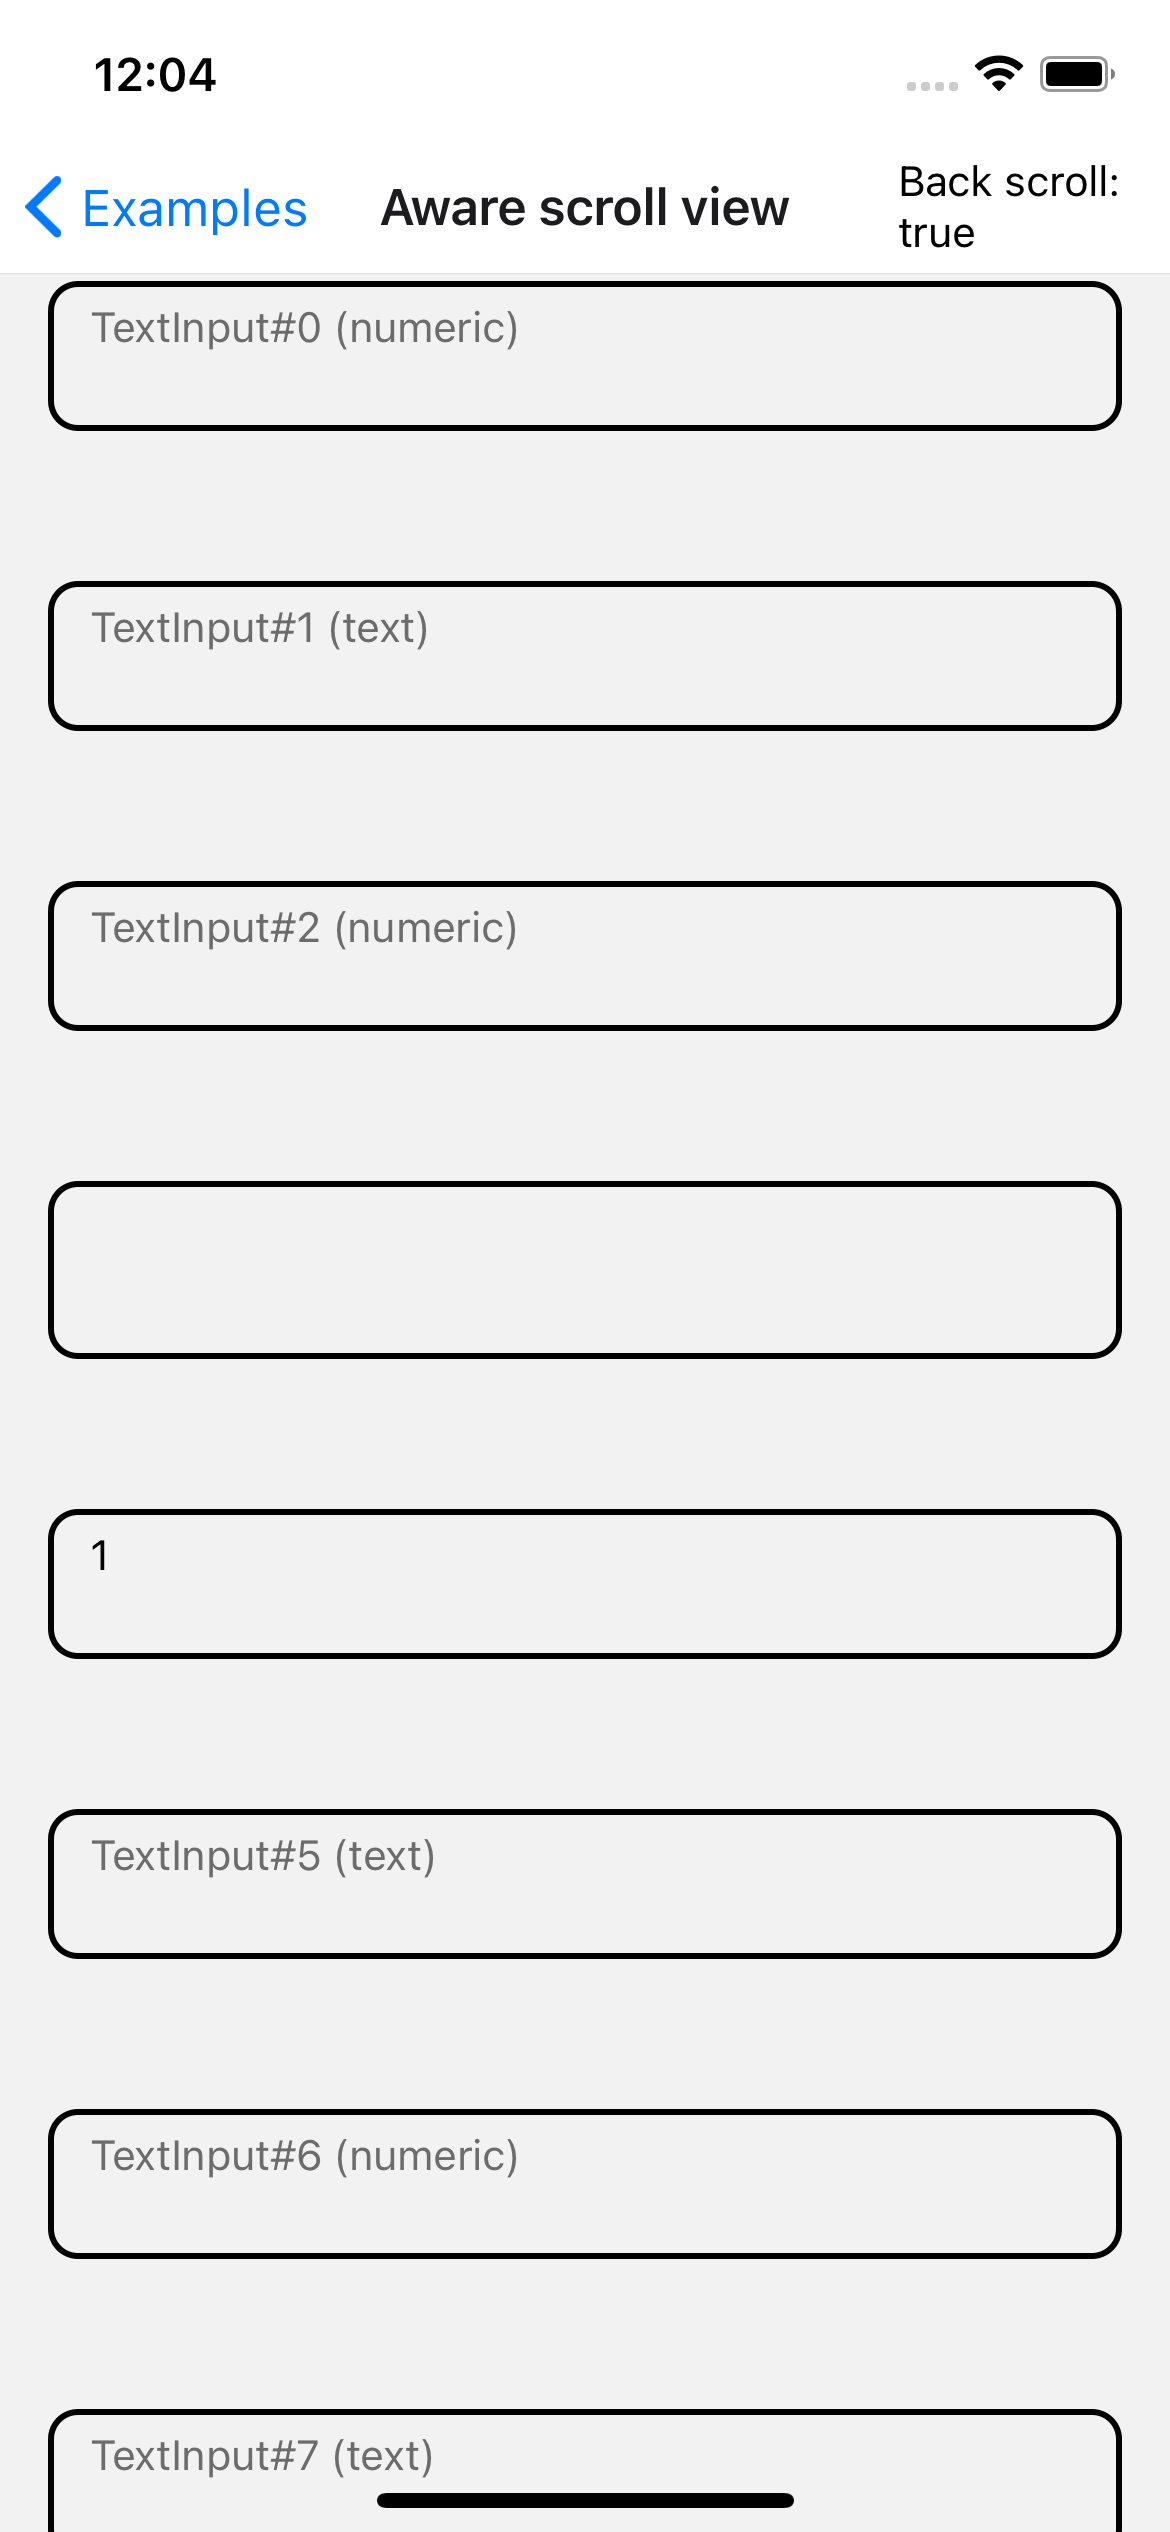 12:04
Examples
Aware scroll view
Back scroll:
true
TextInput#0 (numeric)
TextInput#1 (text)
TextInput#2 (numeric)
1
TextInput#5 (text)
TextInput#6 (numeric)
TextInput#7 (text)